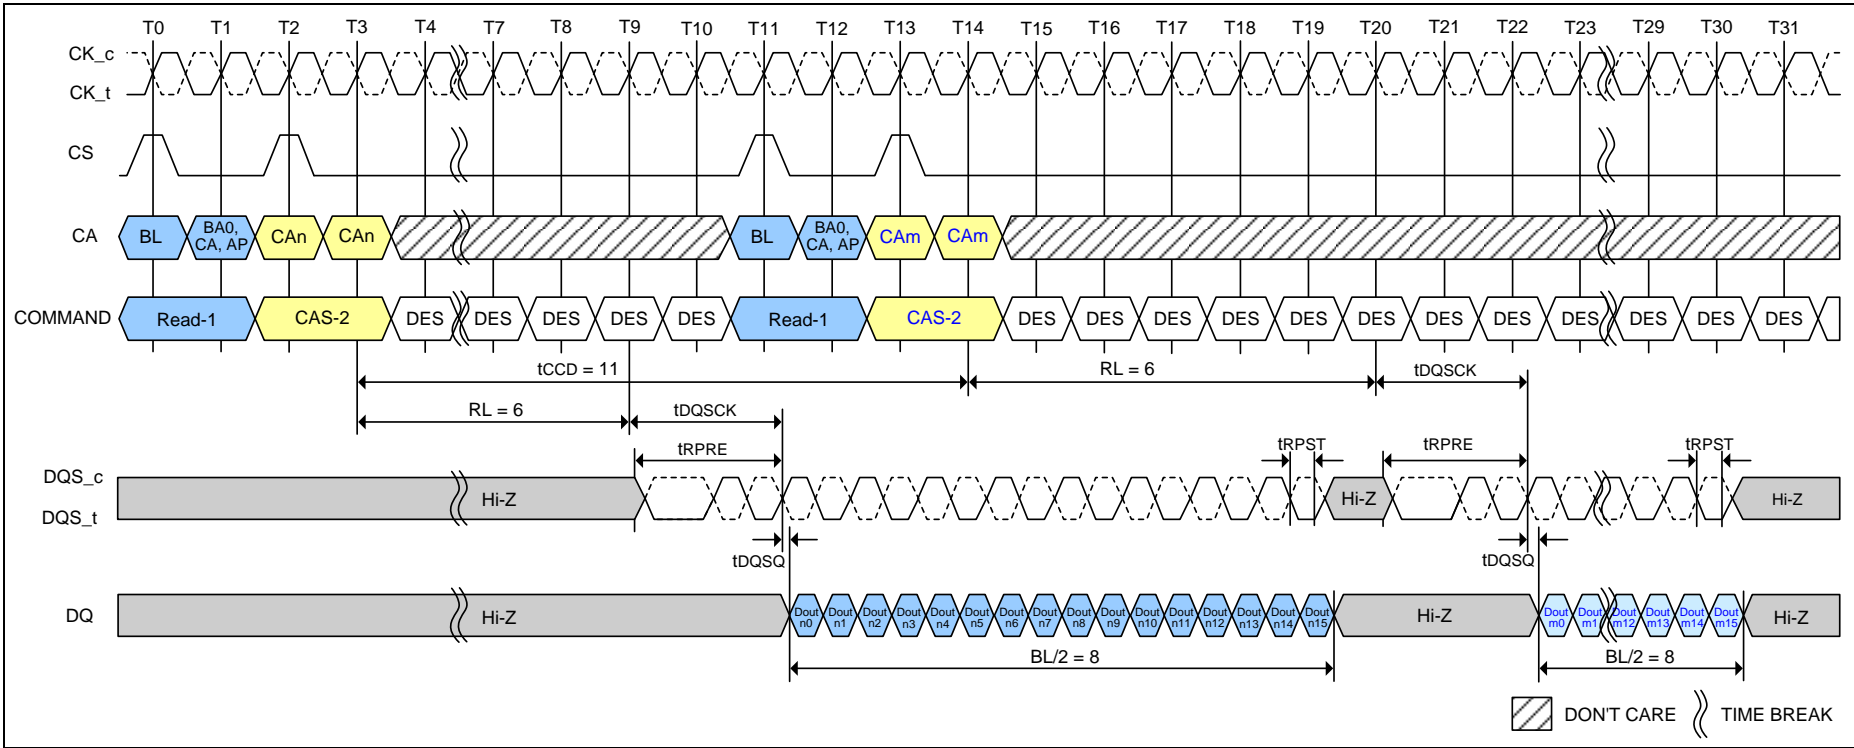 T0 T1 T2 T3 T4 T7 T8 T9 T10 T11 T12 T13 T14 T15 T16 T17 T18 T19 T20 T21 T22 T23 T29 T30 T31
CK_c
CK_t
CS
CA BL BA0, CA, AP CAn CAn BL BA0, CA, AP CAm CAm
COMMAND Read-1 CAS-2 DES DES DES DES DES Read-1 CAS-2 DES DES DES DES DES DES DES DES DES DES DES DES
tCCD = 11 RL = 6 tDQSCK
RL = 6 tDQSCK
tRPRE tRPST tRPRE tRPST
DQS_c
Hi-Z Hi-Z Hi-Z
DQS_t
tDQSQ tDQSQ
DQ Hi-Z Dout n0 Dout n1 Dout n2 Dout n3 Dout n4 Dout n5 Dout n6 Dout n7 Dout n8 Dout n9 Dout n10 Dout n11 Dout n12 Dout n13 Dout n14 Dout n15 Hi-Z Dout m0 Dout m1 Dout m12 Dout m13 Dout m14 Dout m15 Hi-Z
BL/2 = 8 BL/2 = 8
DON'T CARE TIME BREAK